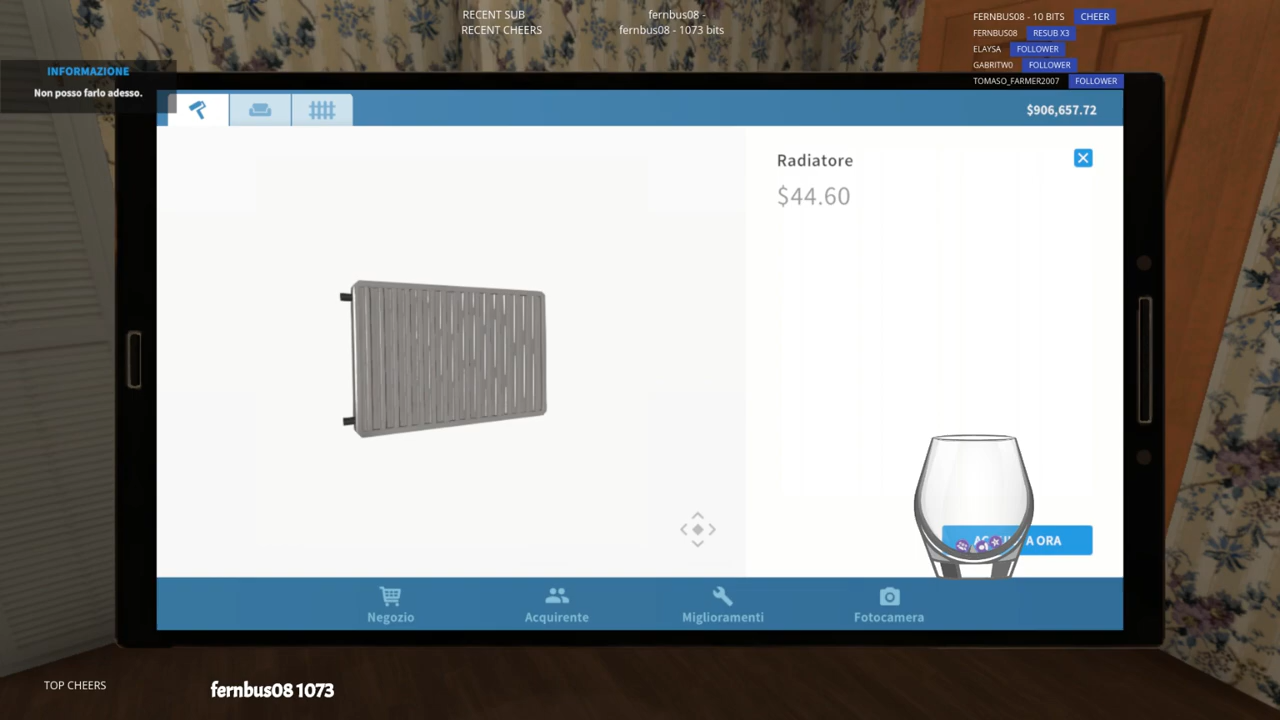 RECENT SUB fernbus08 -
RECENT CHEERS fernbus08 - 1073 bits
FERNBUS08 - 10 BITS CHEER
FERNBUS08 RESUB X3
ELAYSA FOLLOWER
GABRITW0 FOLLOWER
TOMASO_FARMER2007 FOLLOWER
INFORMAZIONE
Non posso farlo adesso.
$906,657.72
Radiatore
$44.60
ORA
Negozio
Acquirente
Miglioramenti
Fotocamera
TOP CHEERS
fernbus08 1073